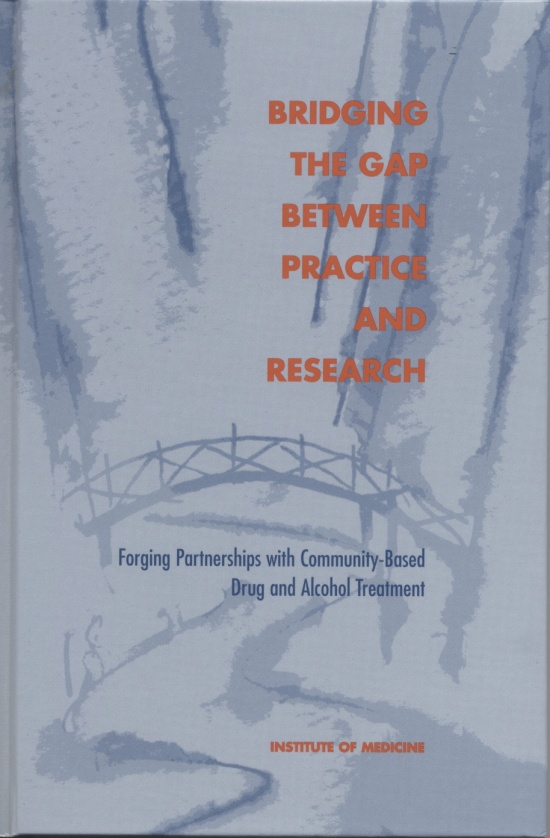 BRIDGING
THE GAP
BETWEEN
PRACTICE
AND
RESEARCH
Forging Partnerships with Community-Based
Drug and Alcohol Treatment
INSTITUTE OF MEDICINE